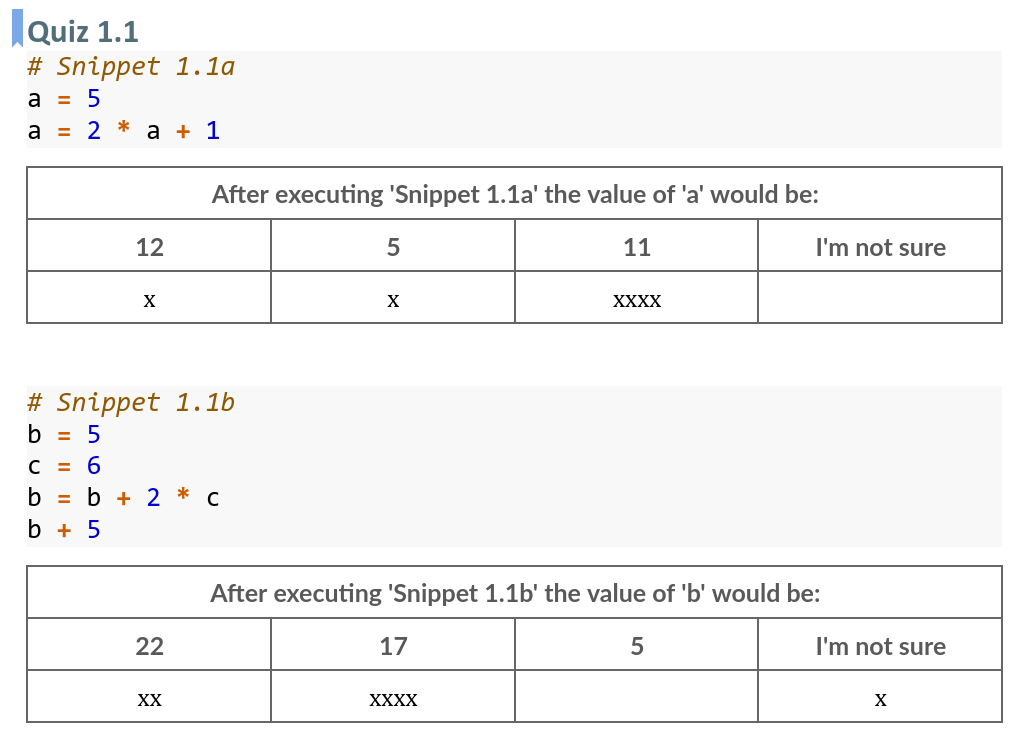 Quiz 1.1
# Snippet 1.1a
a = 5
a = 2 * a + 1
After executing 'Snippet 1.1a' the value of 'a' would be:
12 5 11 I'm not sure
x x xxxx
# Snippet 1.1b
b = 5
c = 6
b = b + 2 * c
b + 5
After executing 'Snippet 1.1b' the value of 'b' would be:
22 17 5 I'm not sure
xx xxxx x